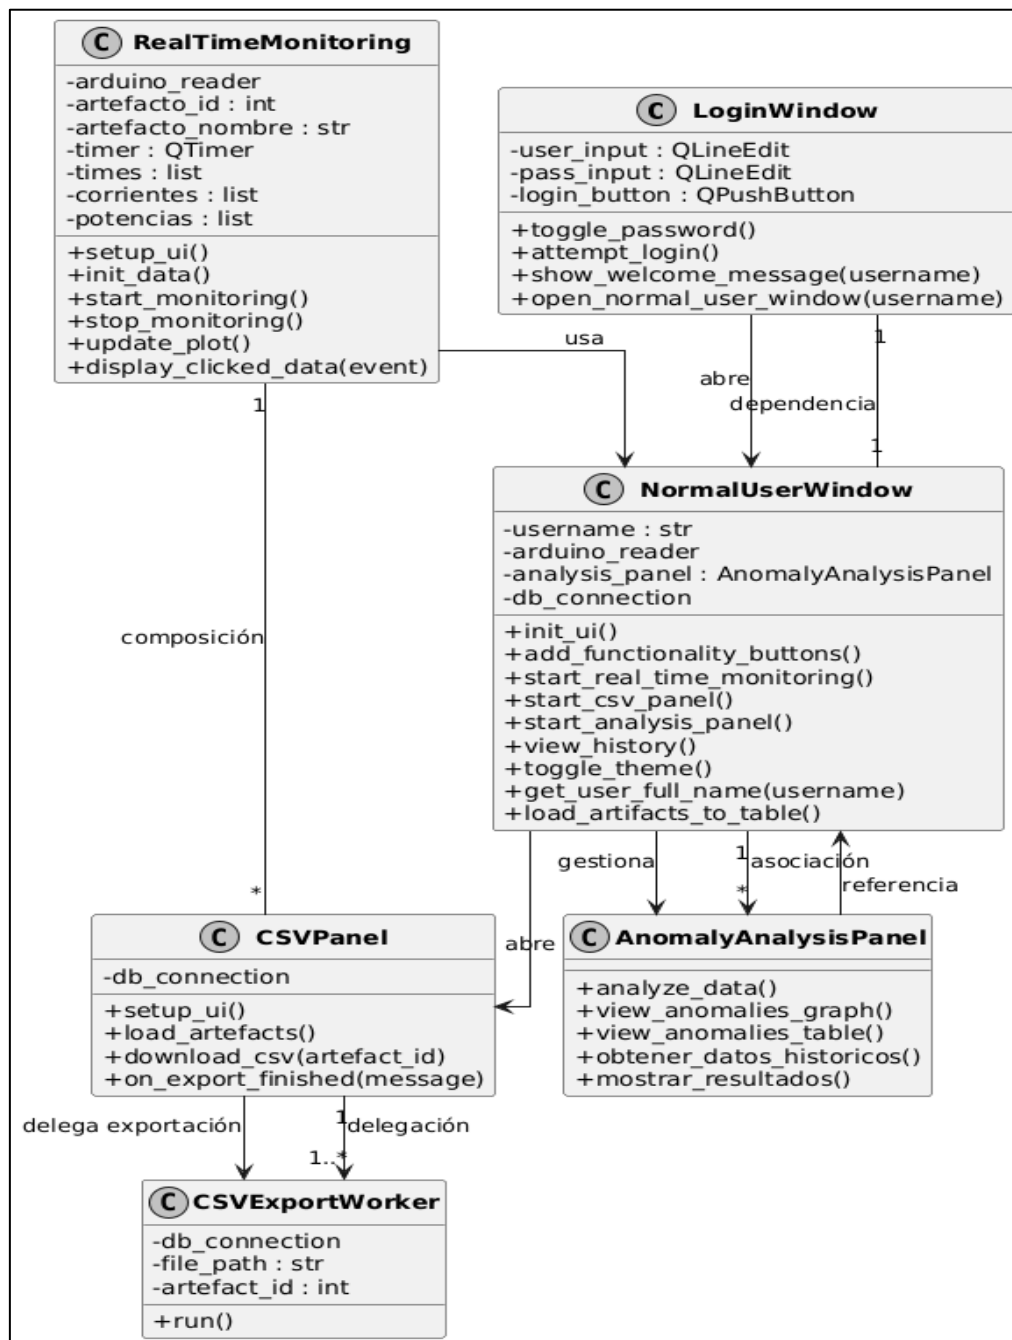 C RealTimeMonitoring
-arduino_reader
-artefacto_id : int
-artefacto_nombre : str
-timer : QTimer
-times : list
-corrientes : list
-potencias : list
+setup_ui()
+init_data()
+start_monitoring()
+stop_monitoring()
+update_plot()
+display_clicked_data(event)
C LoginWindow
-user_input : QLineEdit
-pass_input : QLineEdit
-login_button : QPushButton
+toggle_password()
+attempt_login()
+show_welcome_message(username)
+open_normal_user_window(username)
usa
1
abre
dependencia
1
1
C NormalUserWindow
-username : str
-arduino_reader
-analysis_panel : AnomalyAnalysisPanel
-db_connection
+init_ui()
+add_functionality_buttons()
+start_real_time_monitoring()
+start_csv_panel()
+start_analysis_panel()
+view_history()
+toggle_theme()
+get_user_full_name(username)
+load_artifacts_to_table()
composición
*
gestiona
1
asociación
*
referencia
abre
C CSVPanel
-db_connection
+setup_ui()
+load_artefacts()
+download_csv(artefact_id)
+on_export_finished(message)
C AnomalyAnalysisPanel
+analyze_data()
+view_anomalies_graph()
+view_anomalies_table()
+obtener_datos_historicos()
+mostrar_resultados()
delega exportación
1
delegación
1..*
C CSVExportWorker
-db_connection
-file_path : str
-artefact_id : int
+run()